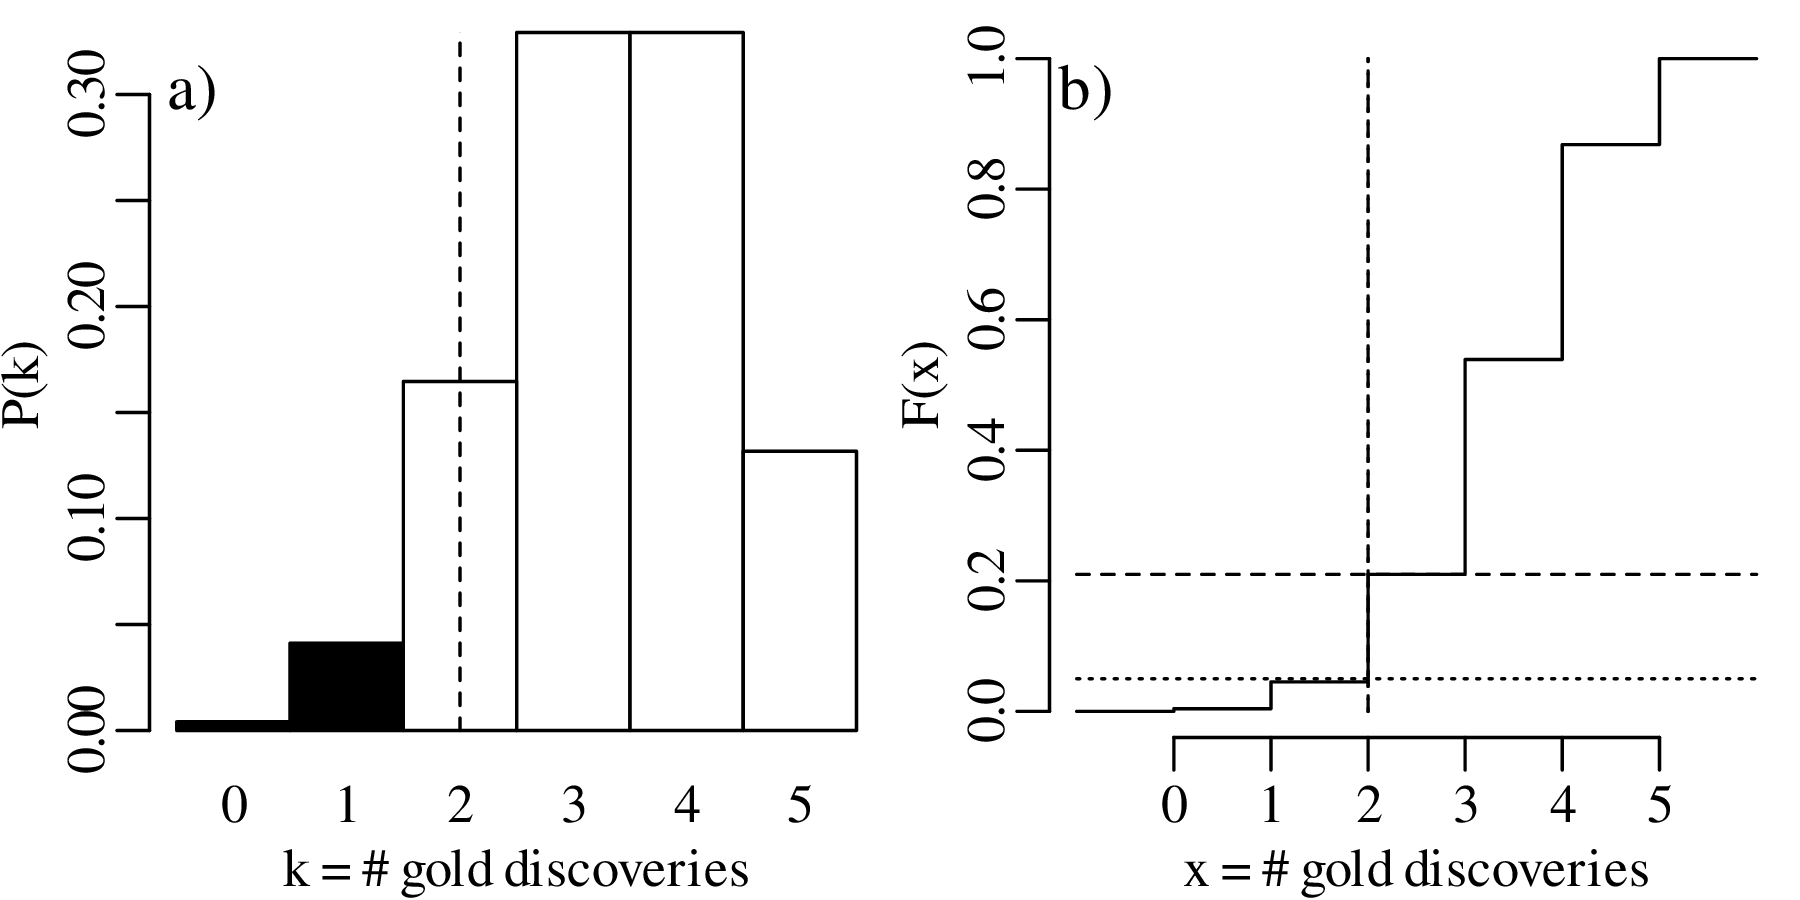 a)
P(k)
0.00 0.10 0.20 0.30
0 1 2 3 4 5
k = # gold discoveries
b)
F(x)
0.0 0.2 0.4 0.6 0.8 1.0
0 1 2 3 4 5
x = # gold discoveries